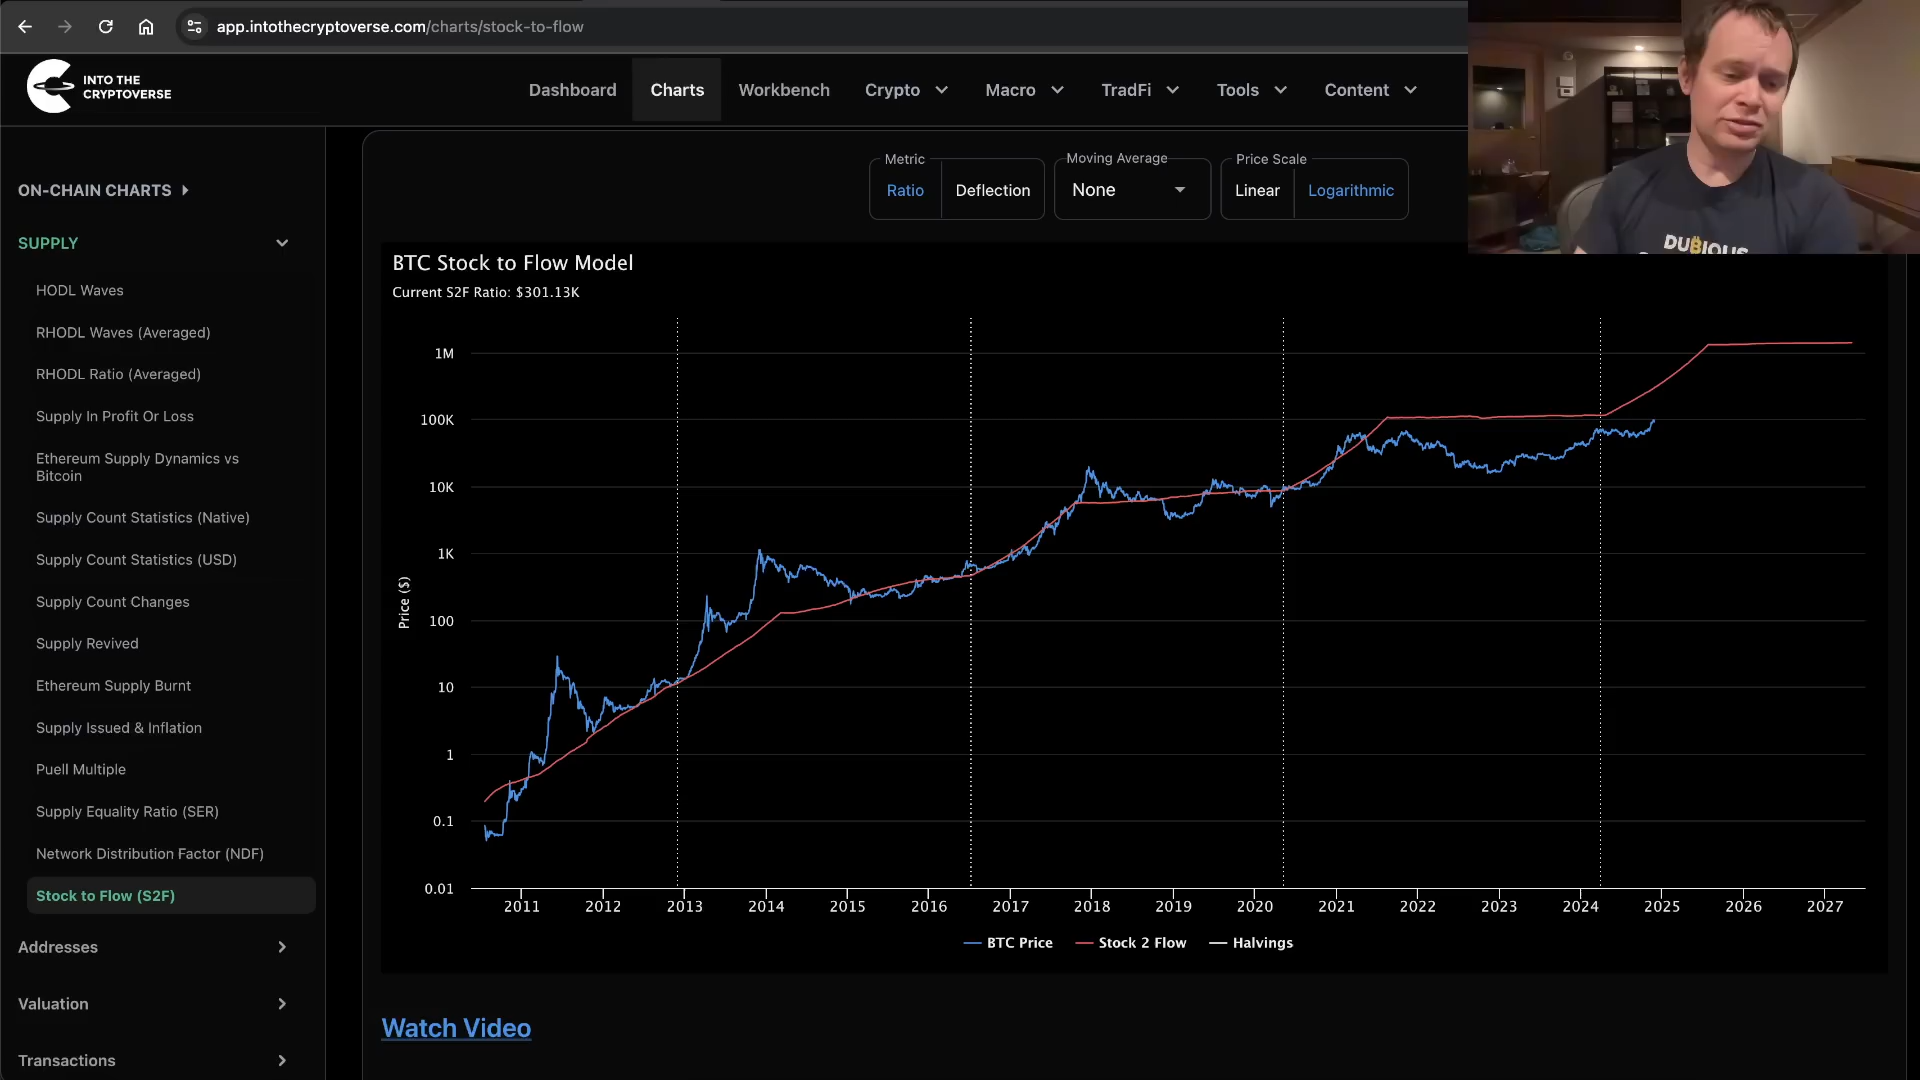 app.intothecryptoverse.com/charts/stock-to-flow
INTO THE
CRYPTOVERSE
Dashboard
Charts
Workbench
Crypto
Macro
TradFi
Tools
Content
ON-CHAIN CHARTS
SUPPLY
HODL Waves
RHODL Waves (Averaged)
RHODL Ratio (Averaged)
Supply In Profit Or Loss
Ethereum Supply Dynamics vs
Bitcoin
Supply Count Statistics (Native)
Supply Count Statistics (USD)
Supply Count Changes
Supply Revived
Ethereum Supply Burnt
Supply Issued & Inflation
Puell Multiple
Supply Equality Ratio (SER)
Network Distribution Factor (NDF)
Stock to Flow (S2F)
Addresses
Valuation
Transactions
Metric
Ratio
Deflection
Moving Average
None
Price Scale
Linear
Logarithmic
DUBIOUS
BTC Stock to Flow Model
Current S2F Ratio: $301.13K
Price ($)
1M
100K
10K
1K
100
10
1
0.1
0.01
2011 2012 2013 2014 2015 2016 2017 2018 2019 2020 2021 2022 2023 2024 2025 2026 2027
BTC Price
Stock 2 Flow
Halvings
Watch Video